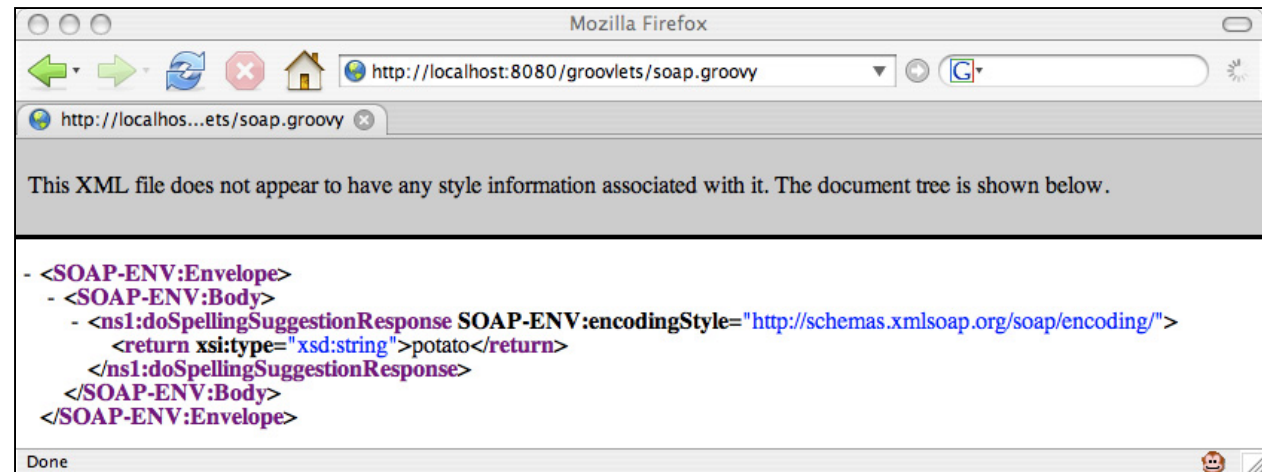 Mozilla Firefox
http://localhost:8080/groovlets/soap.groovy
G
http://localhos...ets/soap.groovy
This XML file does not appear to have any style information associated with it. The document tree is shown below.
- <SOAP-ENV:Envelope>
- <SOAP-ENV:Body>
- <ns1:doSpellingSuggestionResponse SOAP-ENV:encodingStyle="http://schemas.xmlsoap.org/soap/encoding/">
<return xsi:type="xsd:string">potato</return>
</ns1:doSpellingSuggestionResponse>
</SOAP-ENV:Body>
</SOAP-ENV:Envelope>
Done